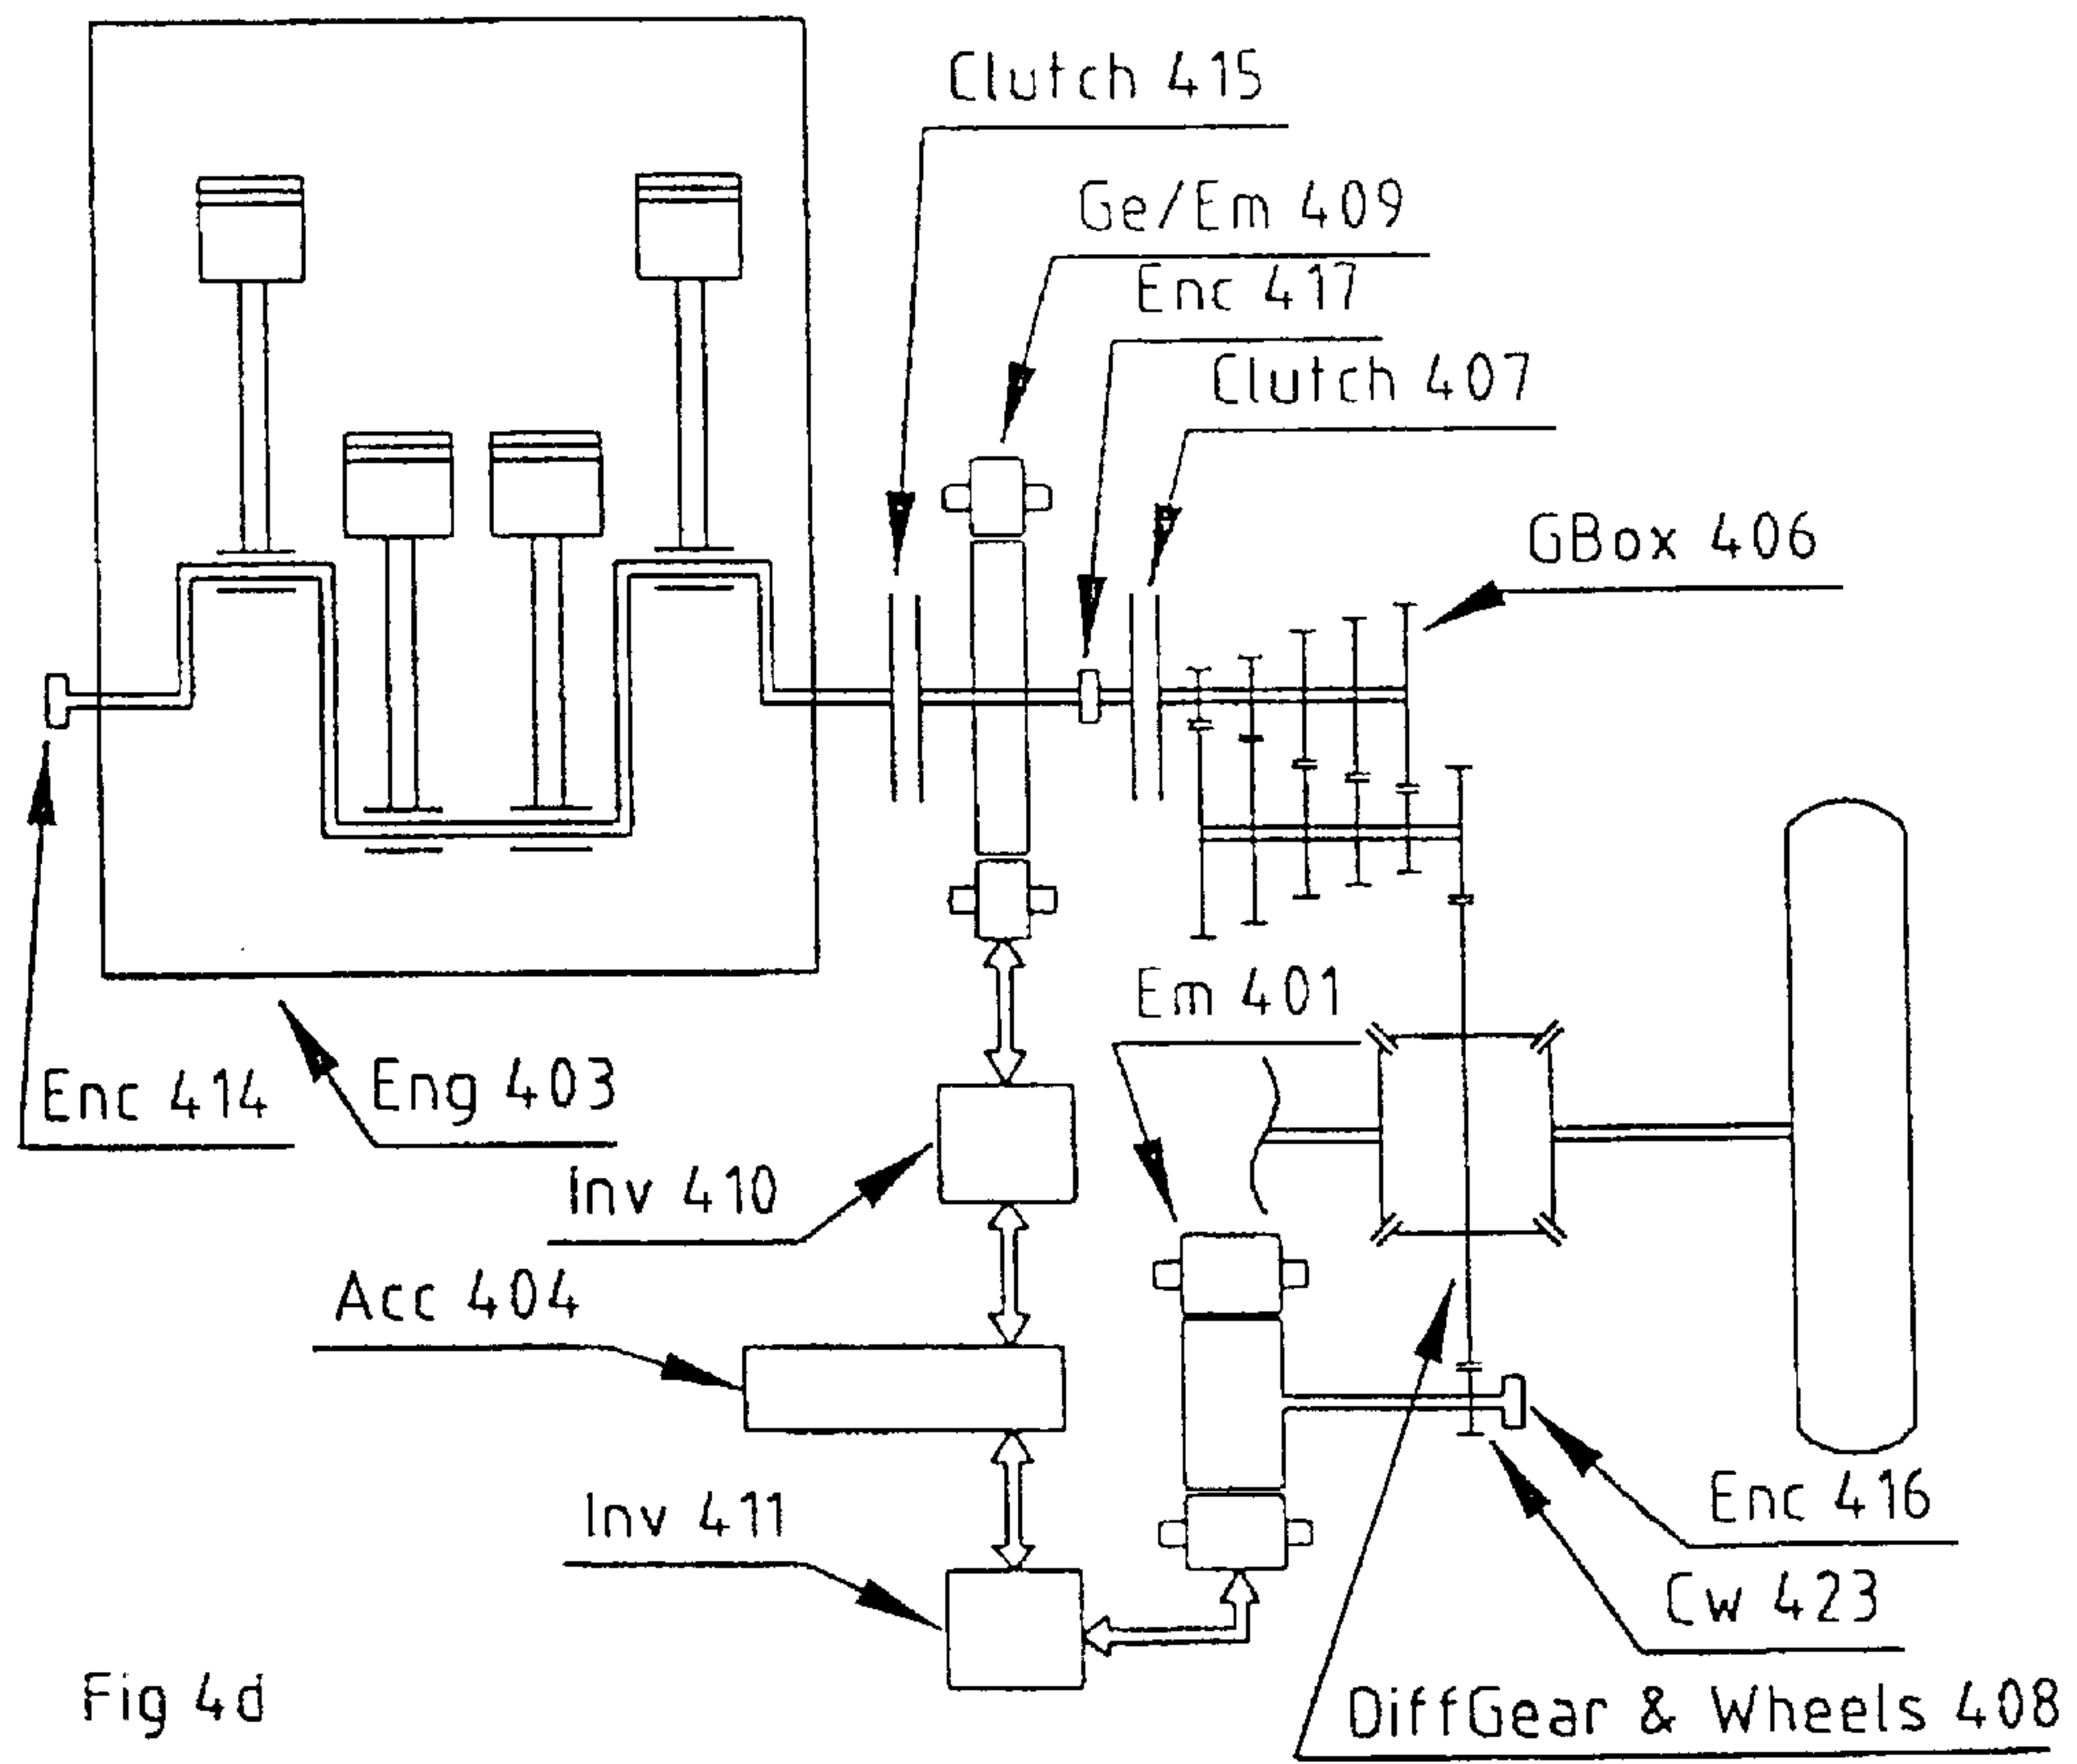 Clutch 415
Ge/Em 409
Enc 417
Clutch 407
GBox 406
Em 401
Enc 414
Eng 403
Inv 410
Acc 404
Inv 411
Enc 416
Cw 423
DiffGear & Wheels 408
Fig 4d